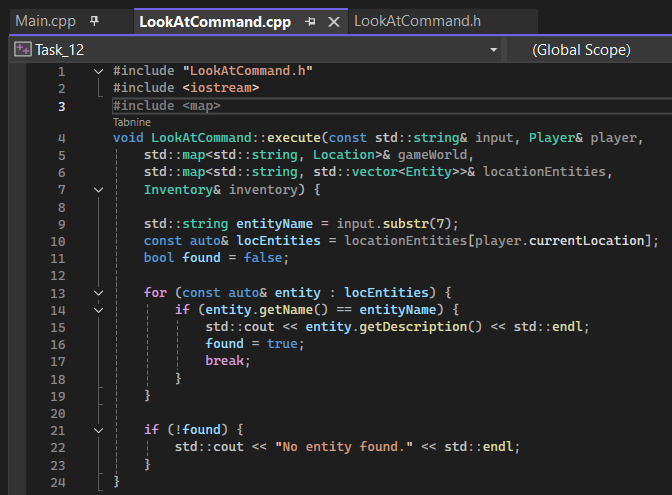 Main.cpp LookAtCommand.cpp LookAtCommand.h
Task_12 (Global Scope)
1 #include "LookAtCommand.h"
2 #include <iostream>
3 #include <map>
Tabnine
4 void LookAtCommand::execute(const std::string& input, Player& player,
5 std::map<std::string, Location>& gameWorld,
6 std::map<std::string, std::vector<Entity>>& locationEntities,
7 Inventory& inventory) {
8
9 std::string entityName = input.substr(7);
10 const auto& locEntities = locationEntities[player.currentLocation];
11 bool found = false;
12
13 for (const auto& entity : locEntities) {
14 if (entity.getName() == entityName) {
15 std::cout << entity.getDescription() << std::endl;
16 found = true;
17 break;
18 }
19 }
20
21 if (!found) {
22 std::cout << "No entity found." << std::endl;
23 }
24 }